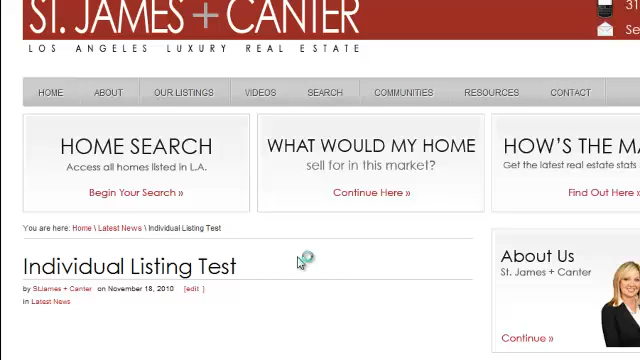 ST. JAMES + CANTER
LOS ANGELES LUXURY REAL ESTATE
31
Se
HOME ABOUT OUR LISTINGS VIDEOS SEARCH COMMUNITIES RESOURCES CONTACT
HOME SEARCH
Access all homes listed in L.A.
Begin Your Search »
WHAT WOULD MY HOME
sell for in this market?
Continue Here »
HOW'S THE MA
Get the latest real estate stats
Find Out Here »
You are here: Home \ Latest News \ Individual Listing Test
Individual Listing Test
by St.James + Canter on November 18, 2010 [edit ]
in Latest News
About Us
St. James + Canter
Continue »